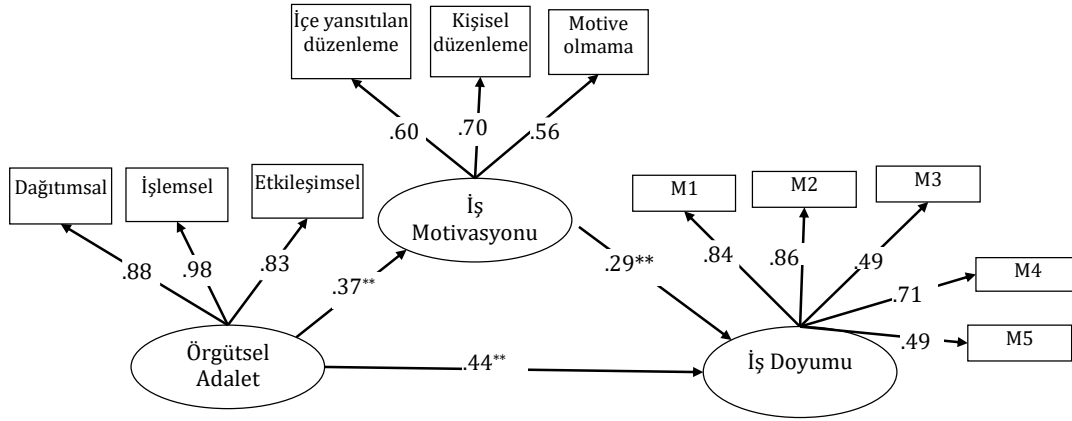 İçe yansıtılan
düzenleme
Kişisel
düzenleme
Motive
olmama
.60
.70
.56
Dağıtımsal
İşlemsel
Etkileşimsel
M1
M2
M3
İş
Motivasyonu
.88
.98
.83
.37**
.29**
.84
.86
.49
.71
M4
.49
M5
Örgütsel
Adalet
.44**
İş Doyumu